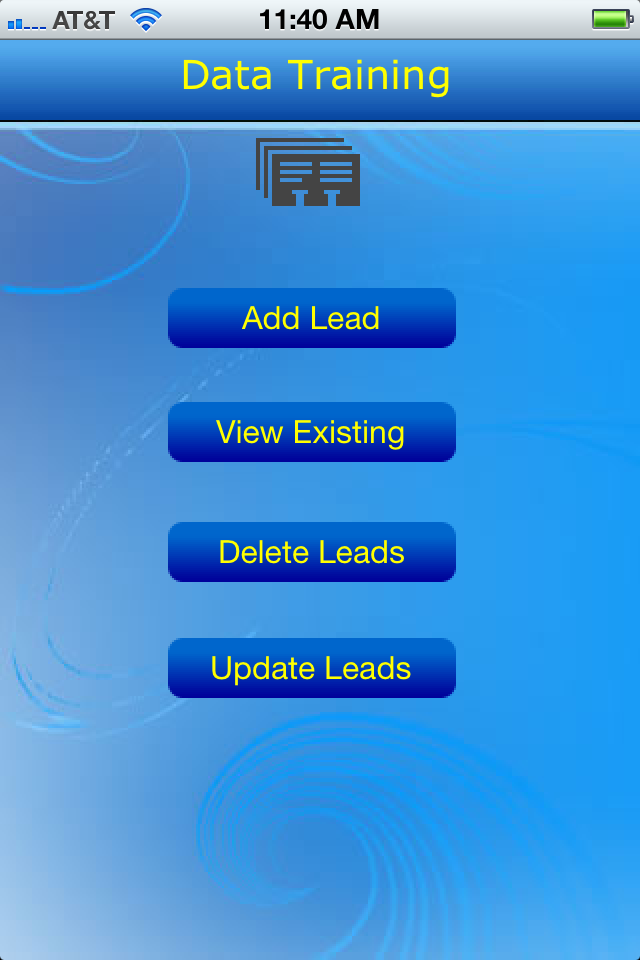 AT&T 11:40 AM
Data Training
Add Lead
View Existing
Delete Leads
Update Leads